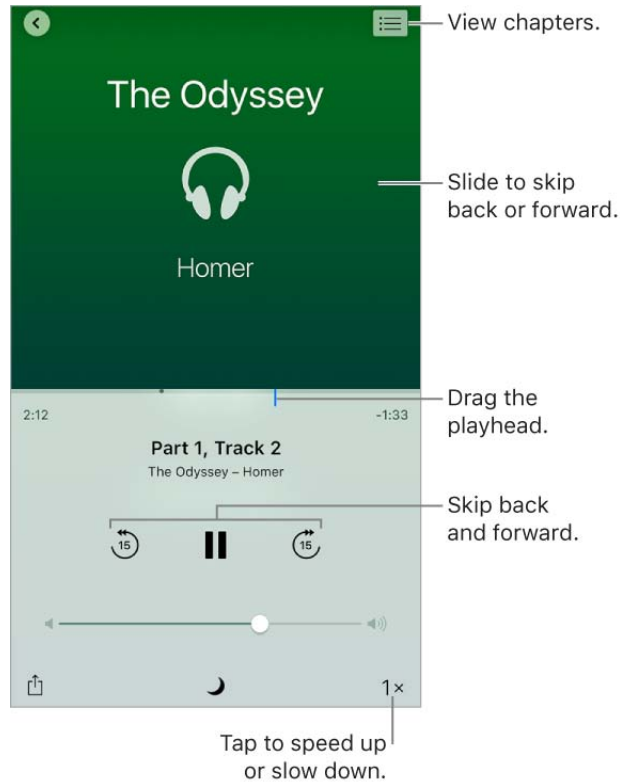 View chapters.
The Odyssey
Slide to skip
back or forward.
Homer
Drag the
playhead.
2:12
-1:33
Part 1, Track 2
The Odyssey – Homer
Skip back
and forward.
15
15
1×
Tap to speed up
or slow down.